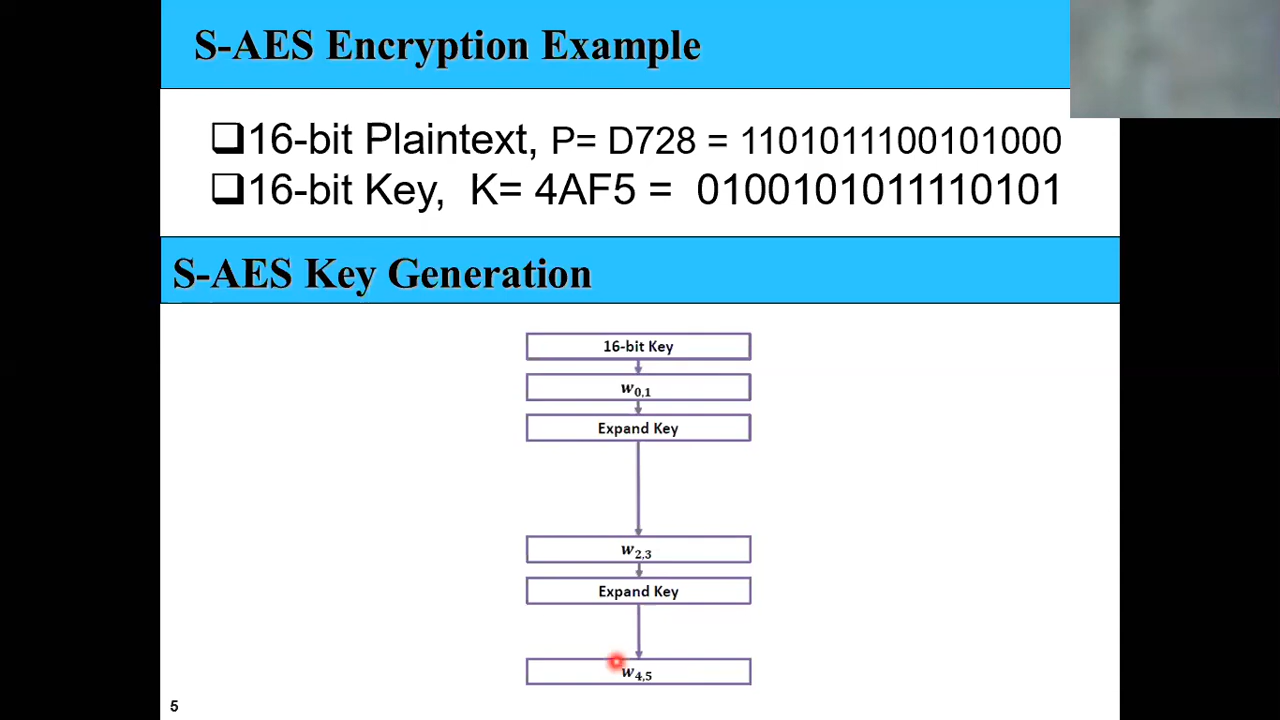 S-AES Encryption Example
❑16-bit Plaintext, P= D728 = 1101011100101000
❑16-bit Key, K= 4AF5 = 0100101011110101
S-AES Key Generation
16-bit Key
w0,1
Expand Key
w2,3
Expand Key
w4,5
5